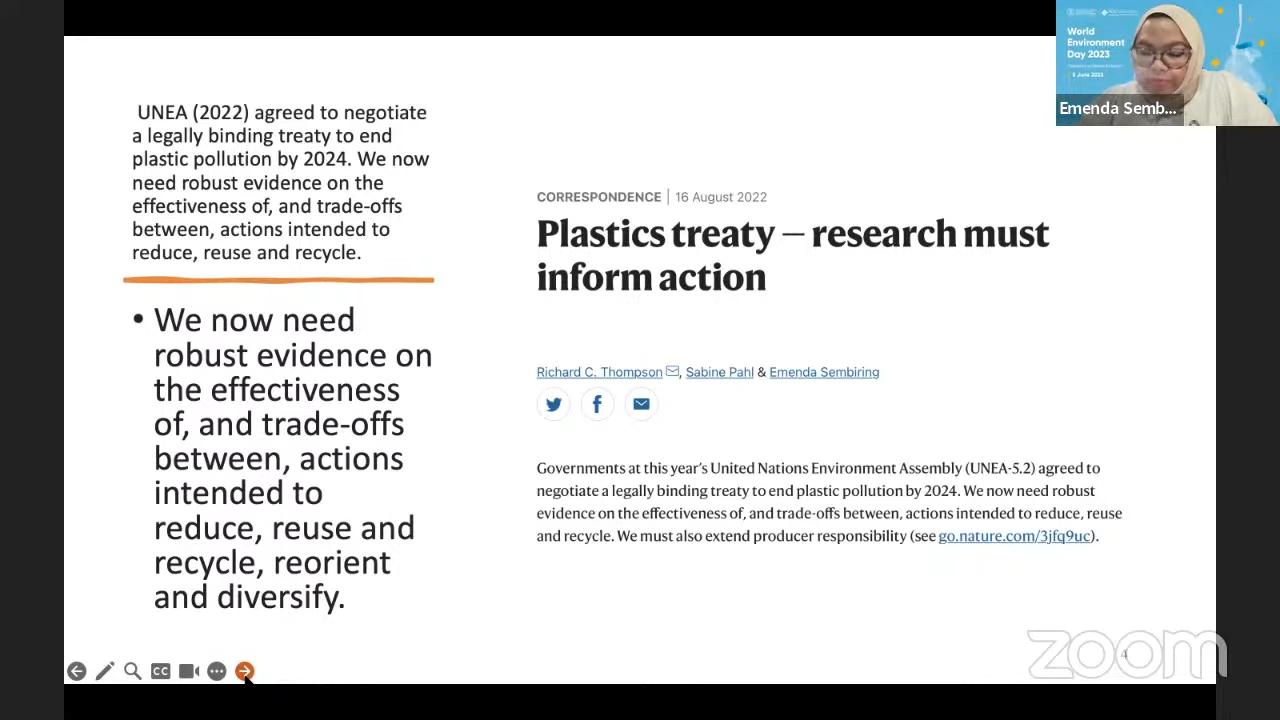 UNEA (2022) agreed to negotiate
a legally binding treaty to end
plastic pollution by 2024. We now
need robust evidence on the
effectiveness of, and trade-offs
between, actions intended to
reduce, reuse and recycle.
• We now need
robust evidence on
the effectiveness
of, and trade-offs
between, actions
intended to
reduce, reuse and
recycle, reorient
and diversify.
CORRESPONDENCE | 16 August 2022
Plastics treaty — research must
inform action
Richard C. Thompson, Sabine Pahl & Emenda Sembiring
Governments at this year's United Nations Environment Assembly (UNEA-5.2) agreed to
negotiate a legally binding treaty to end plastic pollution by 2024. We now need robust
evidence on the effectiveness of, and trade-offs between, actions intended to reduce, reuse
and recycle. We must also extend producer responsibility (see go.nature.com/3jfq9uc).
World
Environment
Day 2023
5 June 2023
Emenda Semb...
CC
4
zoom